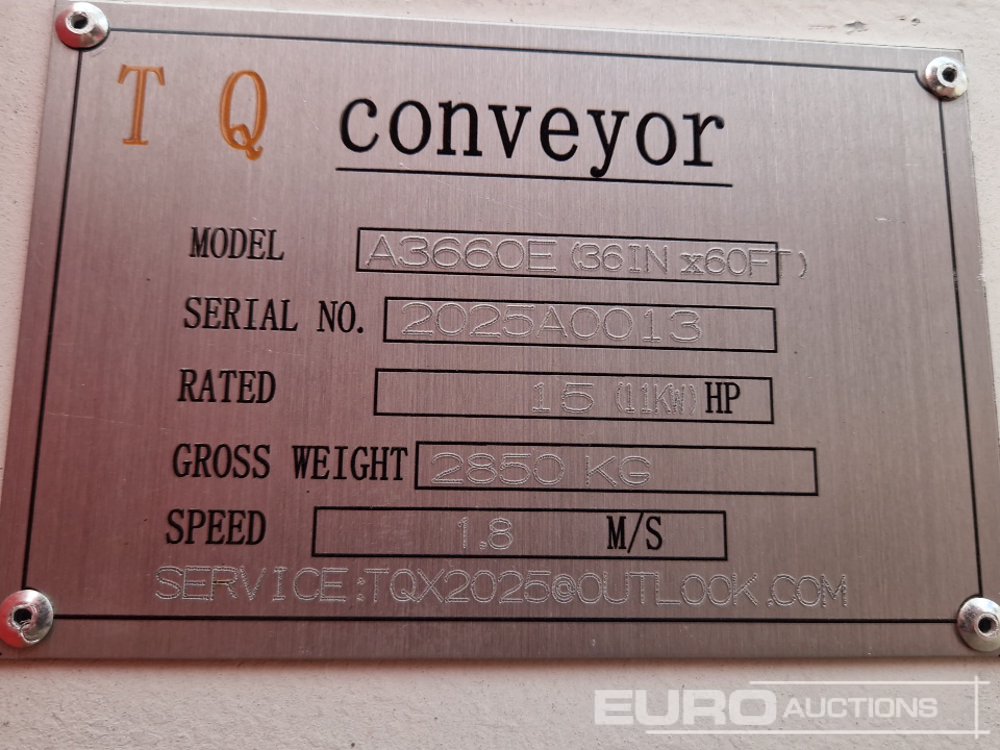 T Q conveyor
MODEL A3660E (36IN x60FT)
SERIAL NO. 2025A0013
RATED 15 (11KW) HP
GROSS WEIGHT 2850 KG
SPEED 1.8 M/S
SERVICE:TQX2025@OUTLOOK.COM
EURO AUCTIONS